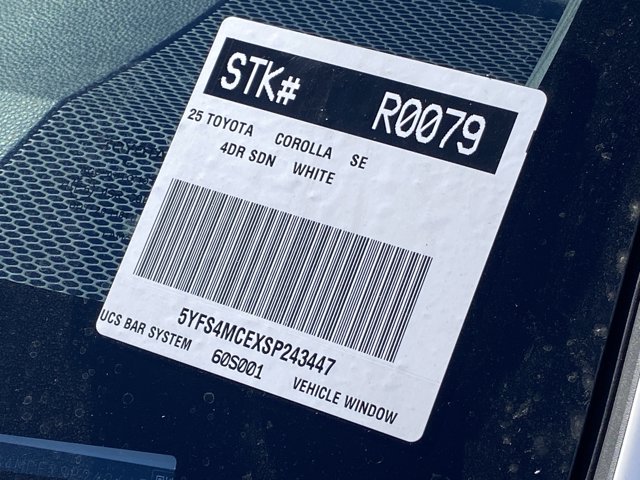 STK# R0079
25 TOYOTA COROLLA SE
4DR SDN WHITE
5YFS4MCEXSP243447
UCS BAR SYSTEM 60S001 VEHICLE WINDOW